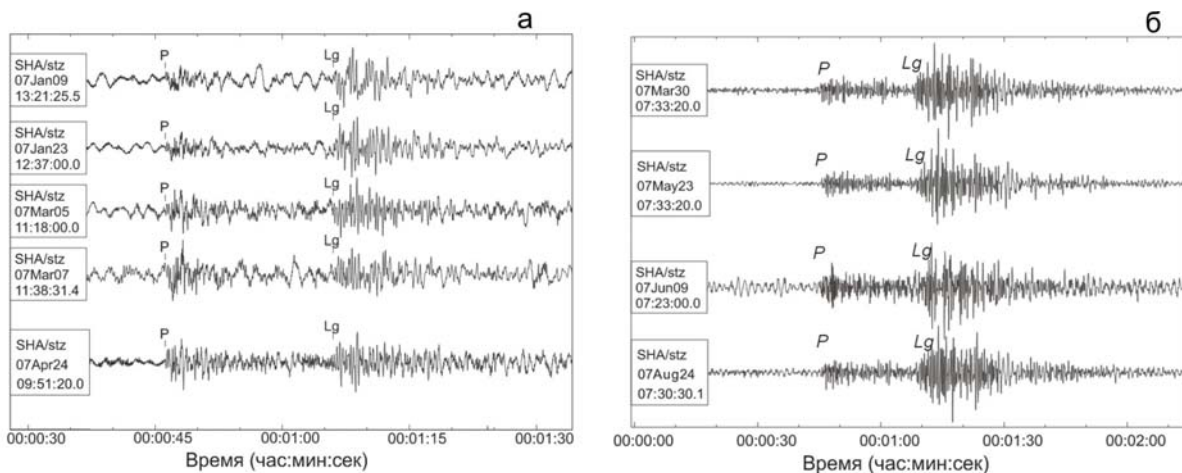 а
P
Lg
SHA/stz
07Jan09
13:21:25.5
P
Lg
SHA/stz
07Jan23
12:37:00.0
P
Lg
SHA/stz
07Mar05
11:18:00.0
P
Lg
SHA/stz
07Mar07
11:38:31.4
P
Lg
SHA/stz
07Apr24
09:51:20.0
00:00:30 00:00:45 00:01:00 00:01:15 00:01:30
Время (час:мин:сек)
б
P Lg
SHA/stz
07Mar30
07:33:20.0
P Lg
SHA/stz
07May23
07:33:20.0
P Lg
SHA/stz
07Jun09
07:23:00.0
P Lg
SHA/stz
07Aug24
07:30:30.1
00:00:00 00:00:30 00:01:00 00:01:30 00:02:00
Время (час:мин:сек)